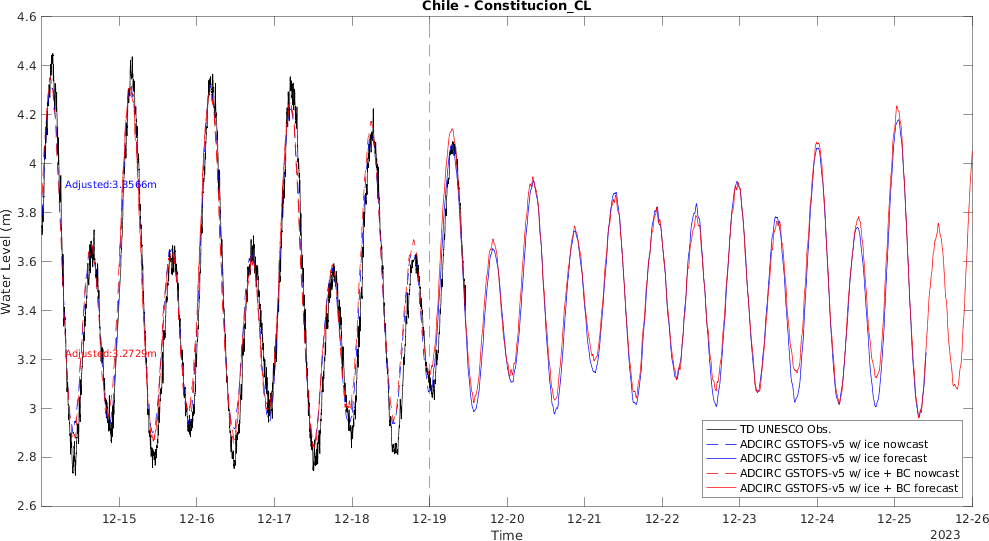 Chile - Constitucion_CL
4.6
4.4
4.2
4
3.8
3.6
3.4
3.2
3
2.8
2.6
Water Level (m)
Adjusted:3.3566m
Adjusted:3.2729m
TD UNESCO Obs.
ADCIRC GSTOFS-v5 w/ ice nowcast
ADCIRC GSTOFS-v5 w/ ice forecast
ADCIRC GSTOFS-v5 w/ ice + BC nowcast
ADCIRC GSTOFS-v5 w/ ice + BC forecast
12-15
12-16
12-17
12-18
12-19
12-20
12-21
12-22
12-23
12-24
12-25
12-26
Time
2023